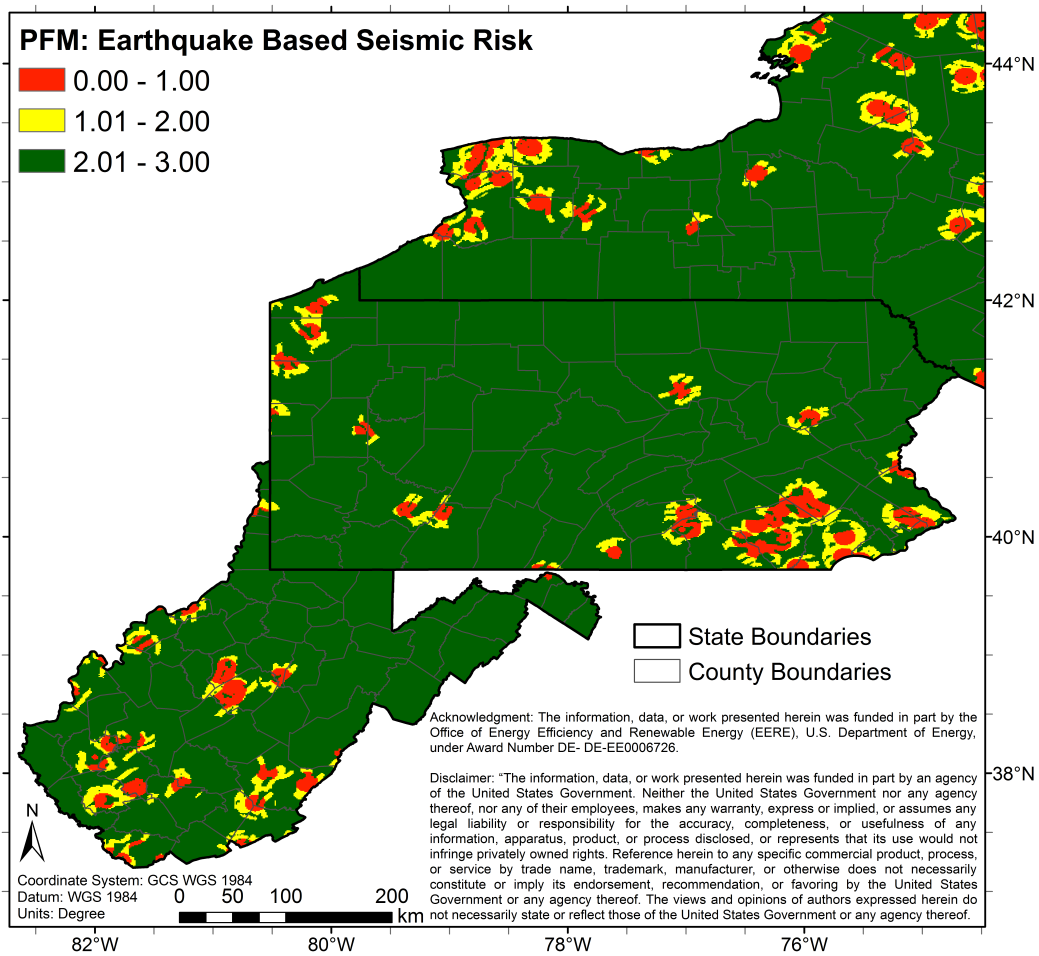 PFM: Earthquake Based Seismic Risk
0.00 - 1.00
1.01 - 2.00
2.01 - 3.00
44°N
42°N
40°N
38°N
State Boundaries
County Boundaries
Acknowledgment: The information, data, or work presented herein was funded in part by the
Office of Energy Efficiency and Renewable Energy (EERE), U.S. Department of Energy,
under Award Number DE- DE-EE0006726.
Disclaimer: “The information, data, or work presented herein was funded in part by an agency
of the United States Government. Neither the United States Government nor any agency
thereof, nor any of their employees, makes any warranty, express or implied, or assumes any
legal liability or responsibility for the accuracy, completeness, or usefulness of any
information, apparatus, product, or process disclosed, or represents that its use would not
infringe privately owned rights. Reference herein to any specific commercial product, process,
or service by trade name, trademark, manufacturer, or otherwise does not necessarily
constitute or imply its endorsement, recommendation, or favoring by the United States
Government or any agency thereof. The views and opinions of authors expressed herein do
not necessarily state or reflect those of the United States Government or any agency thereof.
N
Coordinate System: GCS WGS 1984
Datum: WGS 1984
Units: Degree
0 50 100 200
km
82°W 80°W 78°W 76°W